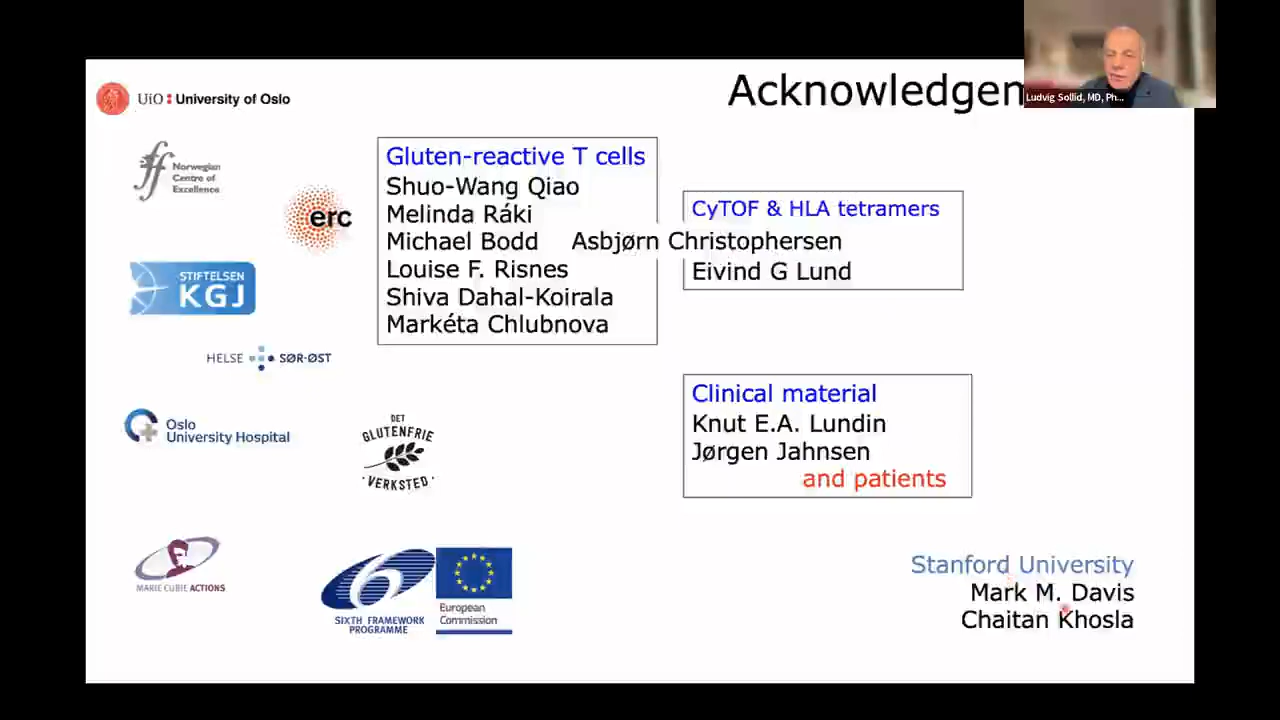 Acknowledgem
Ludvig Sollid, MD, Ph...
UiO : University of Oslo
Norwegian
Centre of
Excellence
erc
STIFTELSEN
KGJ
HELSE SØR-ØST
Oslo
University Hospital
DET
GLUTENFRIE
VERKSTED
MARIE CURIE ACTIONS
6
SIXTH FRAMEWORK
PROGRAMME
European
Commission
Gluten-reactive T cells
Shuo-Wang Qiao
Melinda Ráki
Michael Bodd
Asbjørn Christophersen
Louise F. Risnes
Shiva Dahal-Koirala
Markéta Chlubnova
CyTOF & HLA tetramers
Eivind G Lund
Clinical material
Knut E.A. Lundin
Jørgen Jahnsen
and patients
Stanford University
Mark M. Davis
Chaitan Khosla